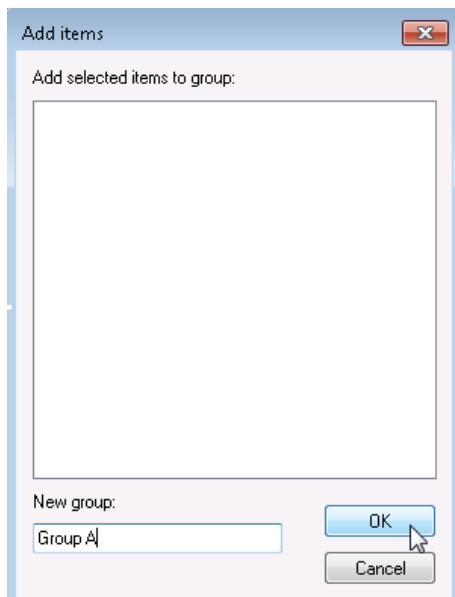 Add items
Add selected items to group:
New group:
Group A
OK
Cancel